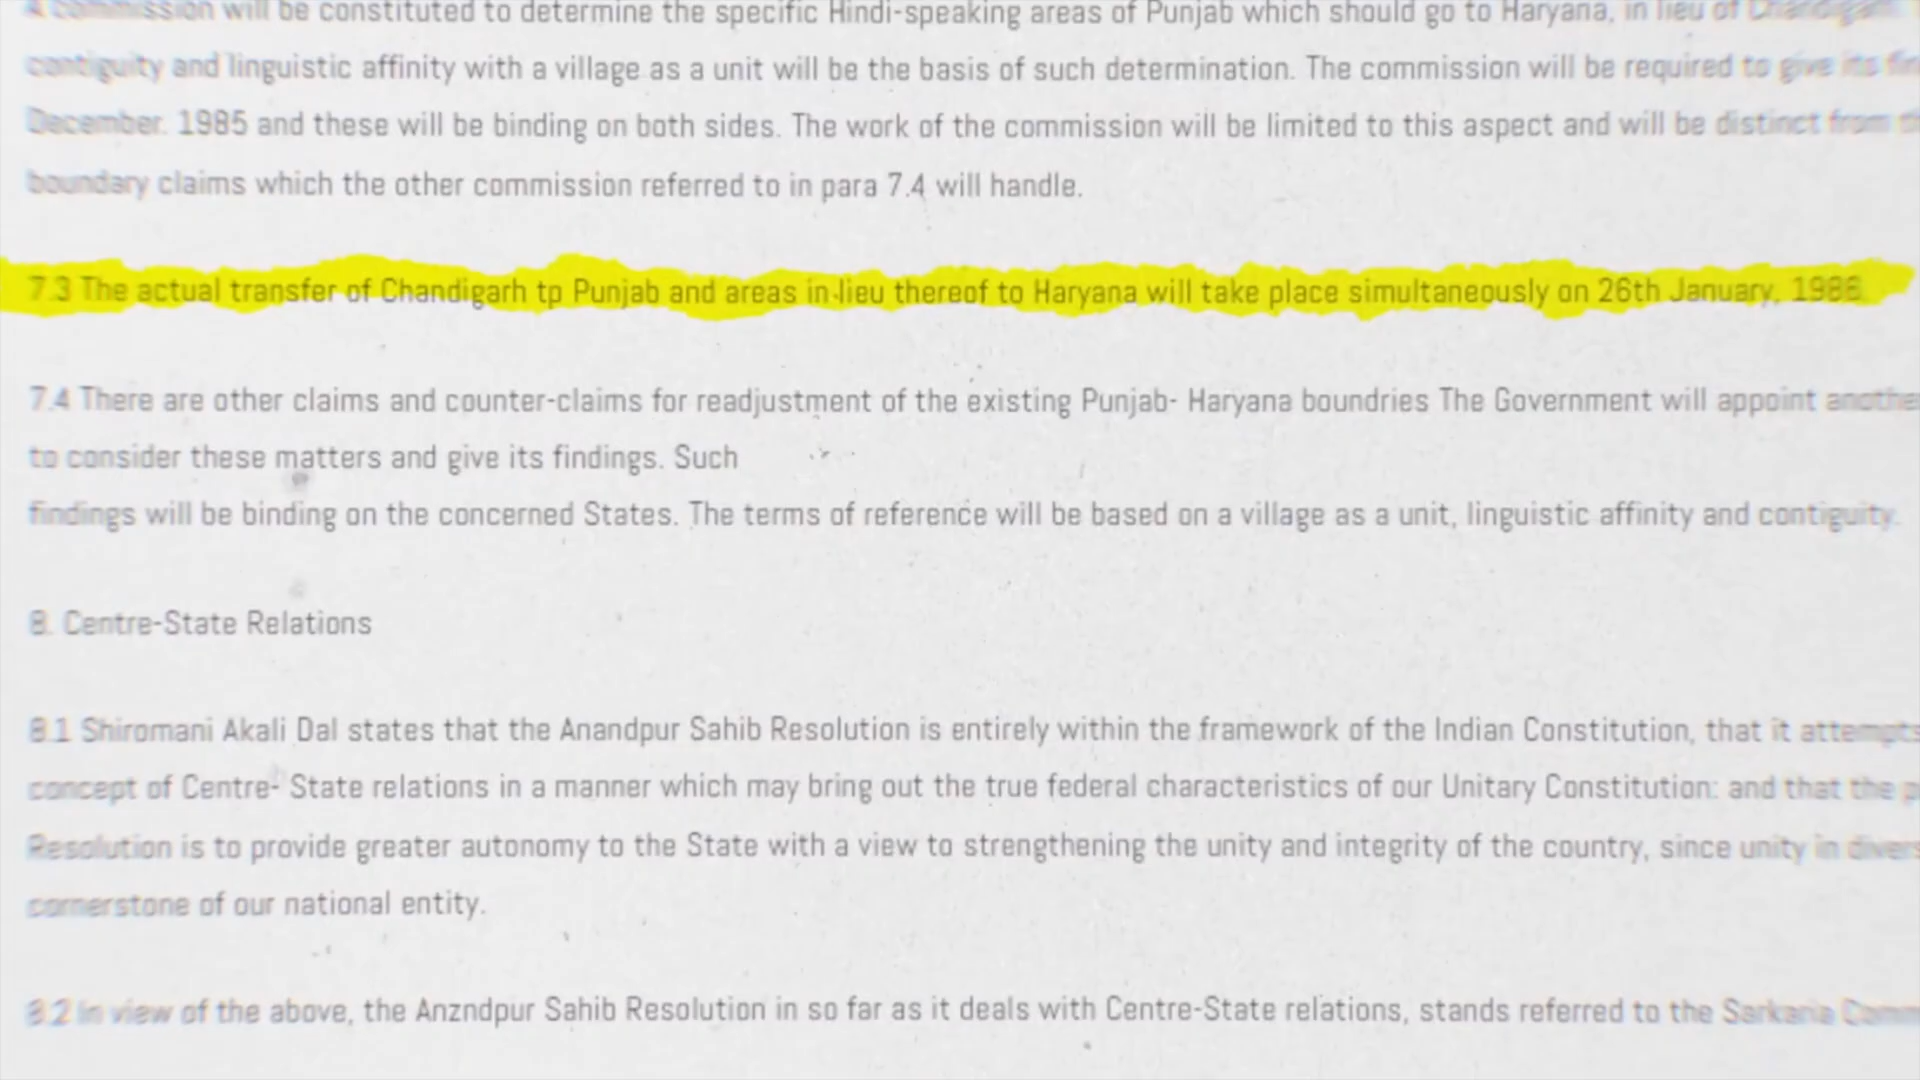 A commission will be constituted to determine the specific Hindi-speaking areas of Punjab which should go to Haryana, in lieu of Chandigarh
contiguity and linguistic affinity with a village as a unit will be the basis of such determination. The commission will be required to give its
December. 1985 and these will be binding on both sides. The work of the commission will be limited to this aspect and will be distinct from
boundary claims which the other commission referred to in para 7.4 will handle.
7.3 The actual transfer of Chandigarh tp Punjab and areas in-lieu thereof to Haryana will take place simultaneously on 26th January, 1986.
7.4 There are other claims and counter-claims for readjustment of the existing Punjab- Haryana boundries The Government will appoint another
to consider these matters and give its findings. Such
findings will be binding on the concerned States. The terms of reference will be based on a village as a unit, linguistic affinity and contiguity.
8. Centre-State Relations
8.1 Shiromani Akali Dal states that the Anandpur Sahib Resolution is entirely within the framework of the Indian Constitution, that it attempts
concept of Centre- State relations in a manner which may bring out the true federal characteristics of our Unitary Constitution: and that the
Resolution is to provide greater autonomy to the State with a view to strengthening the unity and integrity of the country, since unity in
cornerstone of our national entity.
8.2 In view of the above, the Anzndpur Sahib Resolution in so far as it deals with Centre-State relations, stands referred to the Sarkaria